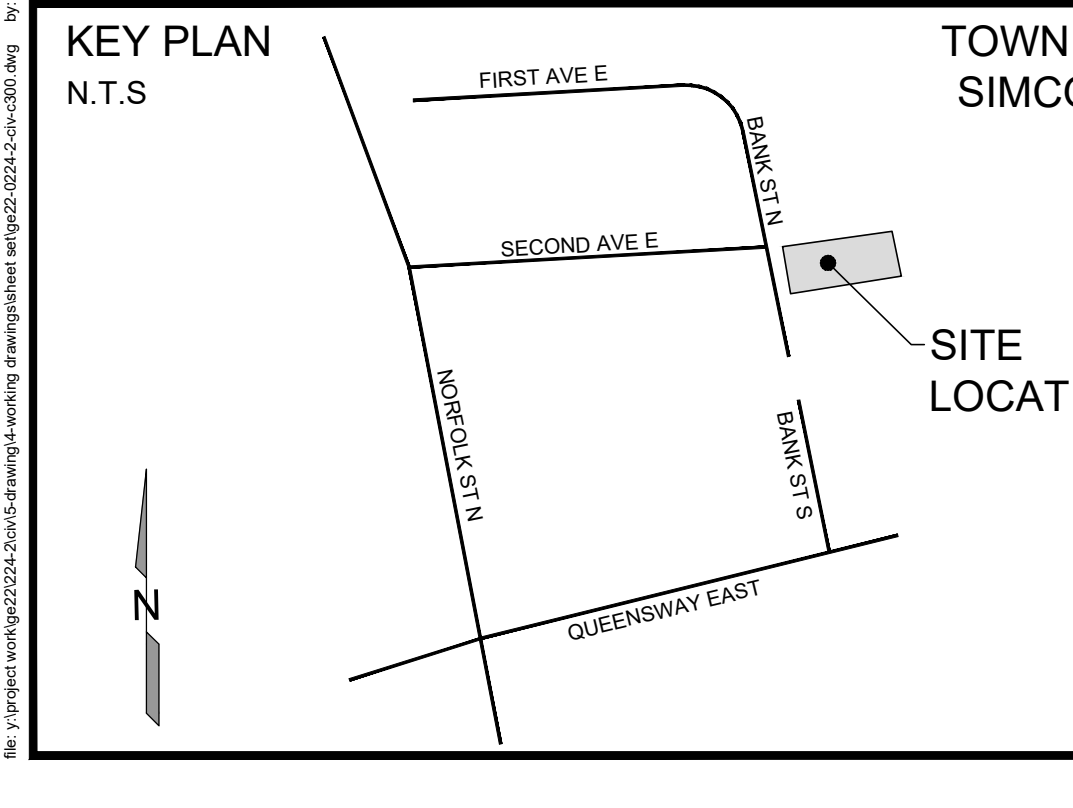 KEY PLAN
N.T.S
TOWN
SIMCO
FIRST AVE E
BANK ST N
SECOND AVE E
SITE
LOCAT
NORFOLK ST N
BANK ST S
QUEENSWAY EAST
N
file: y:\project work\ge22\224-2\civ\5-drawing\4-working drawings\sheet set\ge22-0224-2-civ-c300.dwg by: